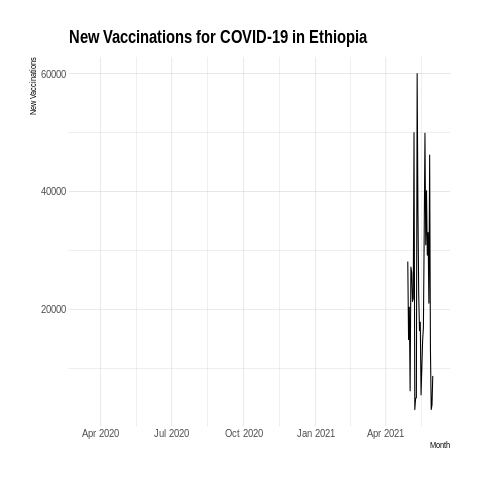 New Vaccinations for COVID-19 in Ethiopia
New Vaccinations
60000
40000
20000
Apr 2020 Jul 2020 Oct 2020 Jan 2021 Apr 2021
Month